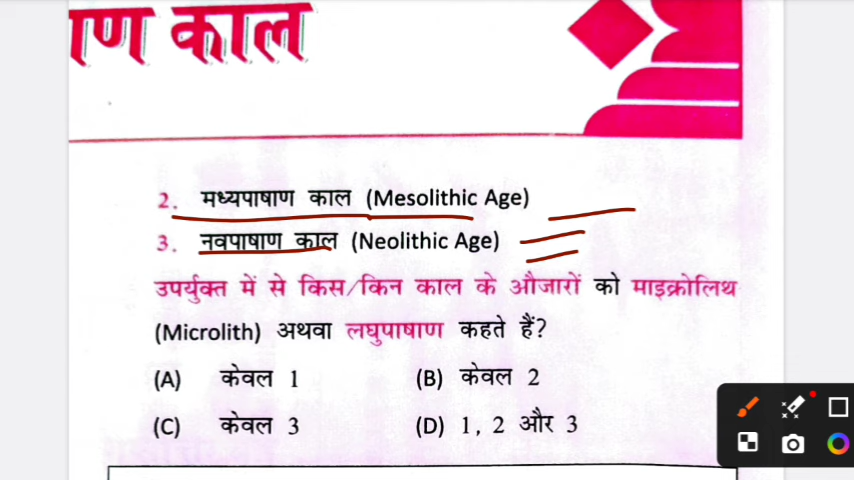 षाण काल
2. मध्यपाषाण काल (Mesolithic Age)
3. नवपाषाण काल (Neolithic Age)
उपर्युक्त में से किस/किन काल के औजारों को माइक्रोलिथ
(Microlith) अथवा लघुपाषाण कहते हैं?
(A) केवल 1 (B) केवल 2
(C) केवल 3 (D) 1, 2 और 3